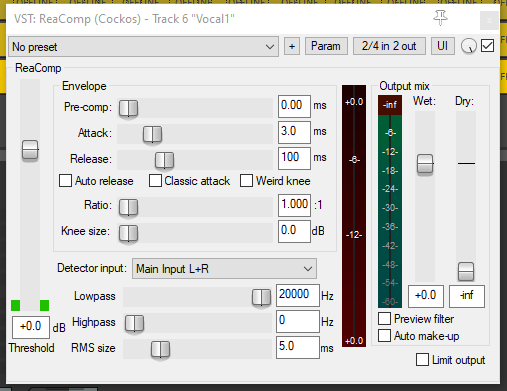 OFFLINE OFFLINE OFFLINE OFFLINE OFFLINE
VST: ReaComp (Cockos) - Track 6 "Vocal1"
No preset + Param 2/4 in 2 out UI
ReaComp
Envelope
Pre-comp: 0.00 ms
Attack: 3.0 ms
Release: 100 ms
Auto release Classic attack Weird knee
Ratio: 1.000 :1
Knee size: 0.0 dB
Detector input: Main Input L+R
Lowpass 20000 Hz
Highpass 0 Hz
RMS size 5.0 ms
+0.0 dB
Threshold
+0.0
-6-
-12-
+0.0
Output mix
Wet: Dry:
-inf
-6-
-12-
-18-
-24-
-30-
-36-
-42-
-48-
-54-
-60-
+0.0 -inf
Preview filter
Auto make-up
Limit output